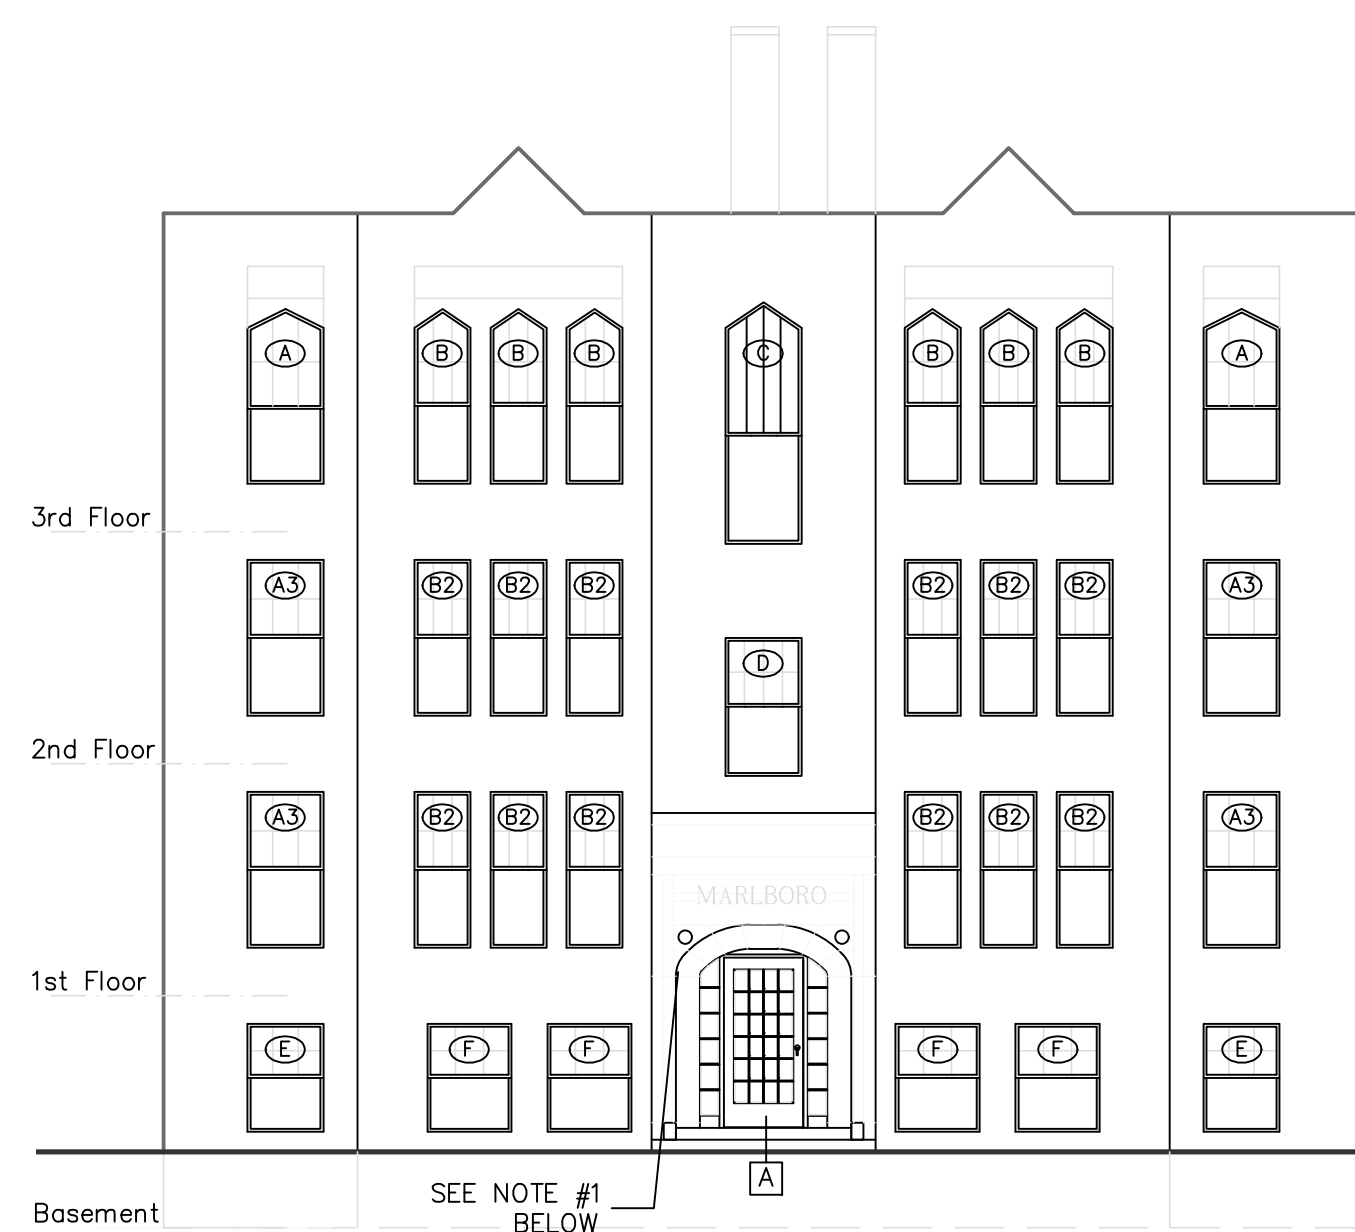 A B B B C B B B A
3rd Floor
A3 B2 B2 B2 B2 B2 B2 A3
D
2nd Floor
A3 B2 B2 B2 B2 B2 B2 A3
MARLBORO
1st Floor
E F F F F E
A
SEE NOTE #1
BELOW
Basement